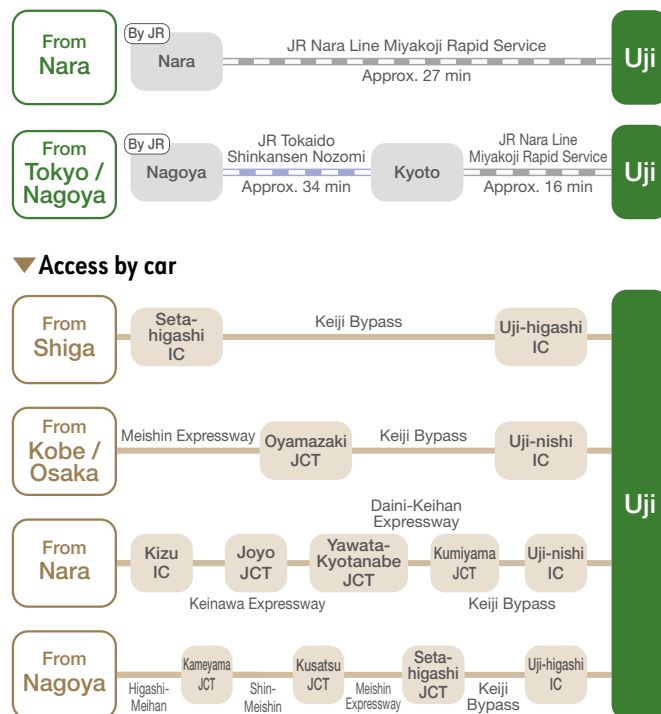 From
Nara
By JR
Nara
JR Nara Line Miyakoji Rapid Service
Approx. 27 min
Uji
From
Tokyo /
Nagoya
By JR
Nagoya
JR Tokaido
Shinkansen Nozomi
Approx. 34 min
Kyoto
JR Nara Line
Miyakoji Rapid Service
Approx. 16 min
Uji
▼Access by car
From
Shiga
Seta-
higashi
IC
Keiji Bypass
Uji-higashi
IC
From
Kobe /
Osaka
Meishin Expressway
Oyamazaki
JCT
Keiji Bypass
Uji-nishi
IC
From
Nara
Kizu
IC
Keinawa Expressway
Joyo
JCT
Yawata-
Kyotanabe
JCT
Daini-Keihan
Expressway
Kumiyama
JCT
Keiji Bypass
Uji-nishi
IC
From
Nagoya
Higashi-
Meihan
Kameyama
JCT
Shin-
Meishin
Kusatsu
JCT
Meishin
Expressway
Seta-
higashi
JCT
Keiji
Bypass
Uji-higashi
IC
Uji